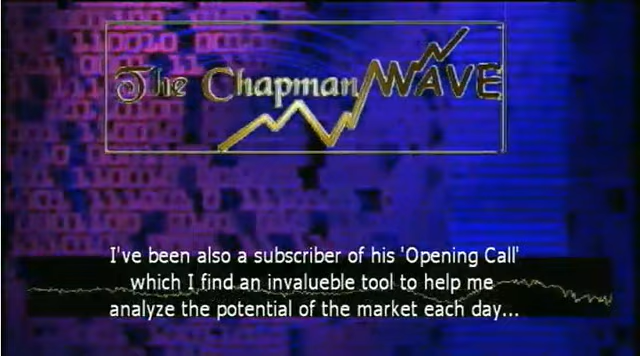 The Chapman WAVE
I've been also a subscriber of his 'Opening Call'
which I find an invalueble tool to help me
analyze the potential of the market each day...